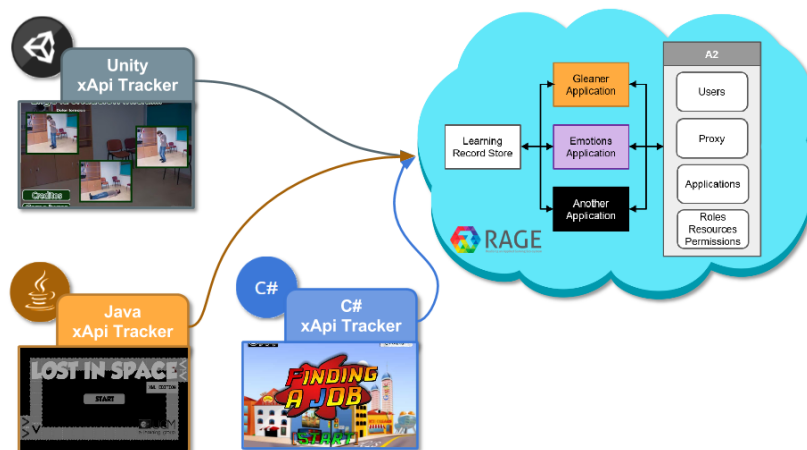 Unity
xApi Tracker
Creditos
Java
xApi Tracker
LOST IN SPACE
START
C#
C#
xApi Tracker
FINDING
A JOB
START
Learning
Record Store
Gleaner
Application
Emotions
Application
Another
Application
RAGE
A2
Users
Proxy
Applications
Roles
Resources
Permissions